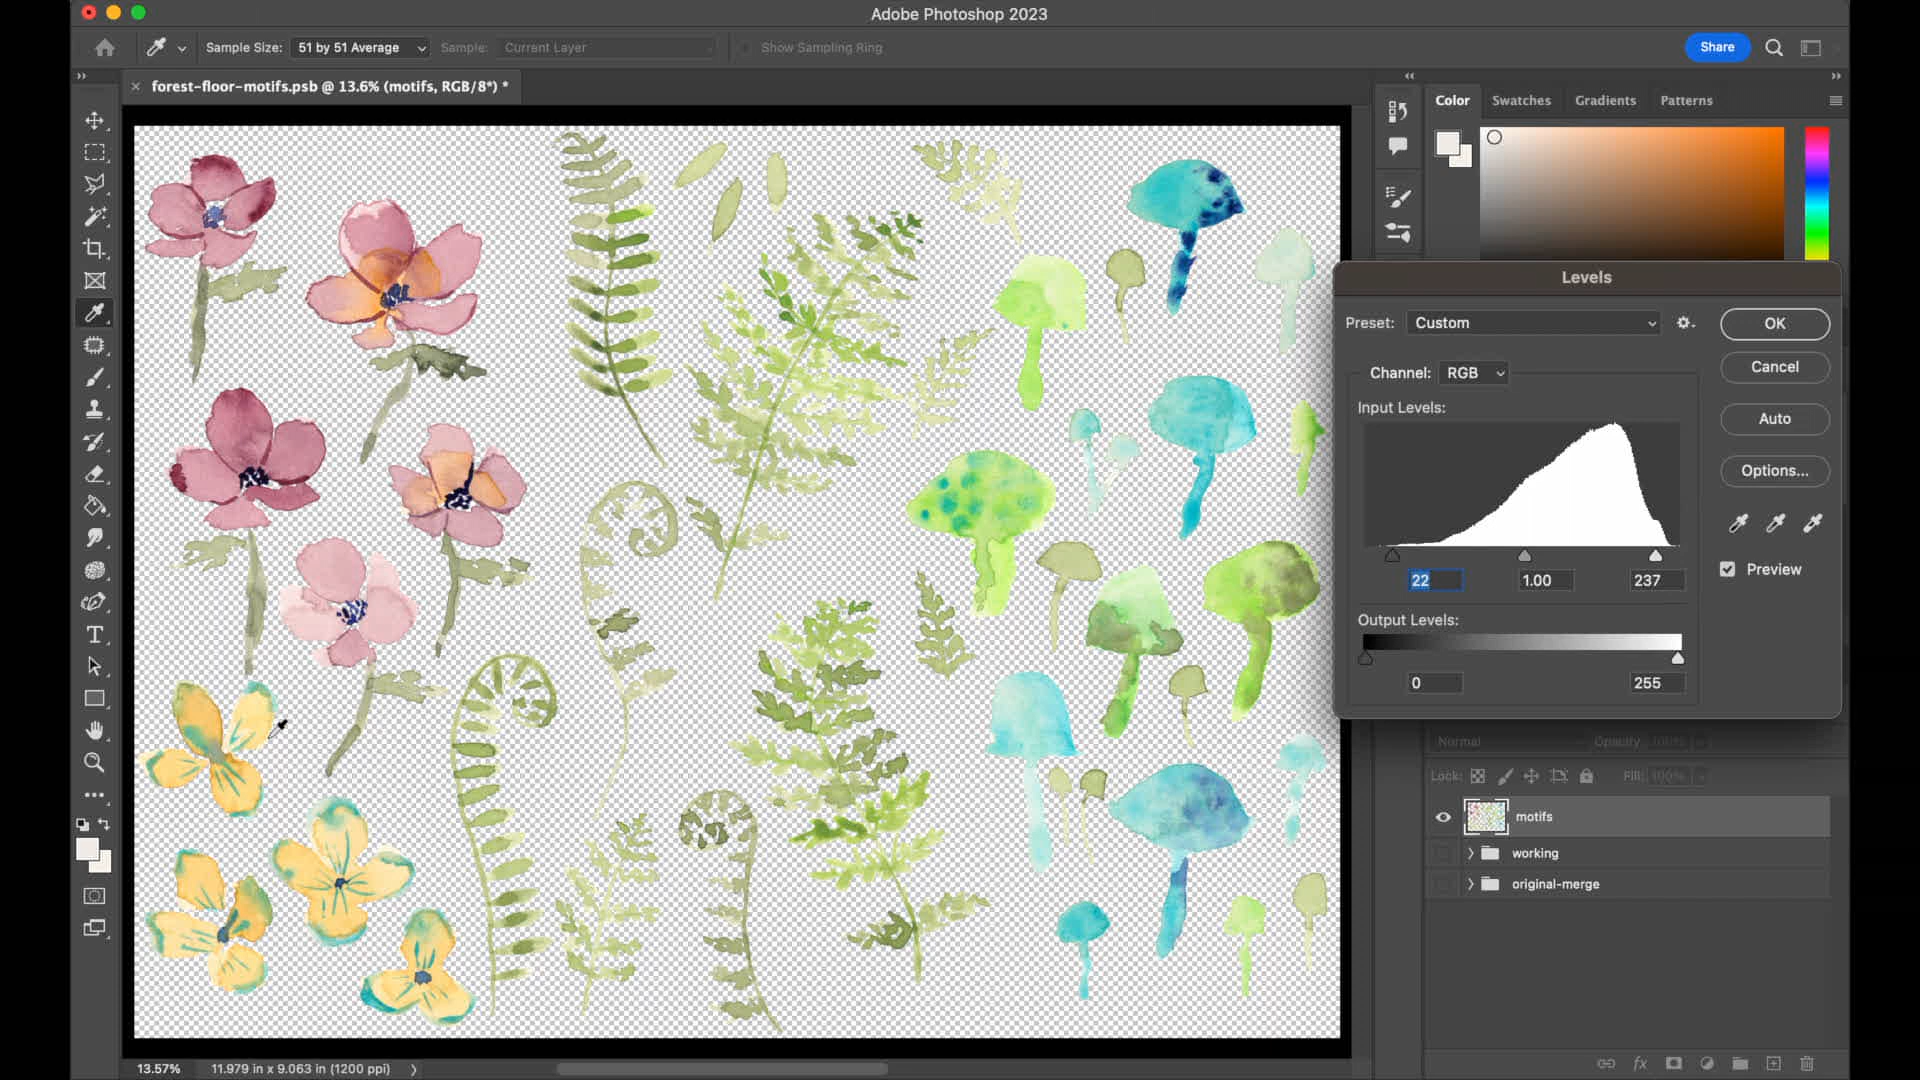 Adobe Photoshop 2023
Sample Size: 51 by 51 Average Sample: Current Layer Show Sampling Ring Share
forest-floor-motifs.psb @ 13.6% (motifs, RGB/8*) *
Color Swatches Gradients Patterns
Levels
Preset: Custom OK
Cancel
Channel: RGB
Input Levels:
Auto
Options...
Preview
22 1.00 237
Output Levels:
0 255
Normal Opacity: 100%
Lock: Fill: 100%
motifs
working
original-merge
13.57% 11.979 in x 9.063 in (1200 ppi)
fx